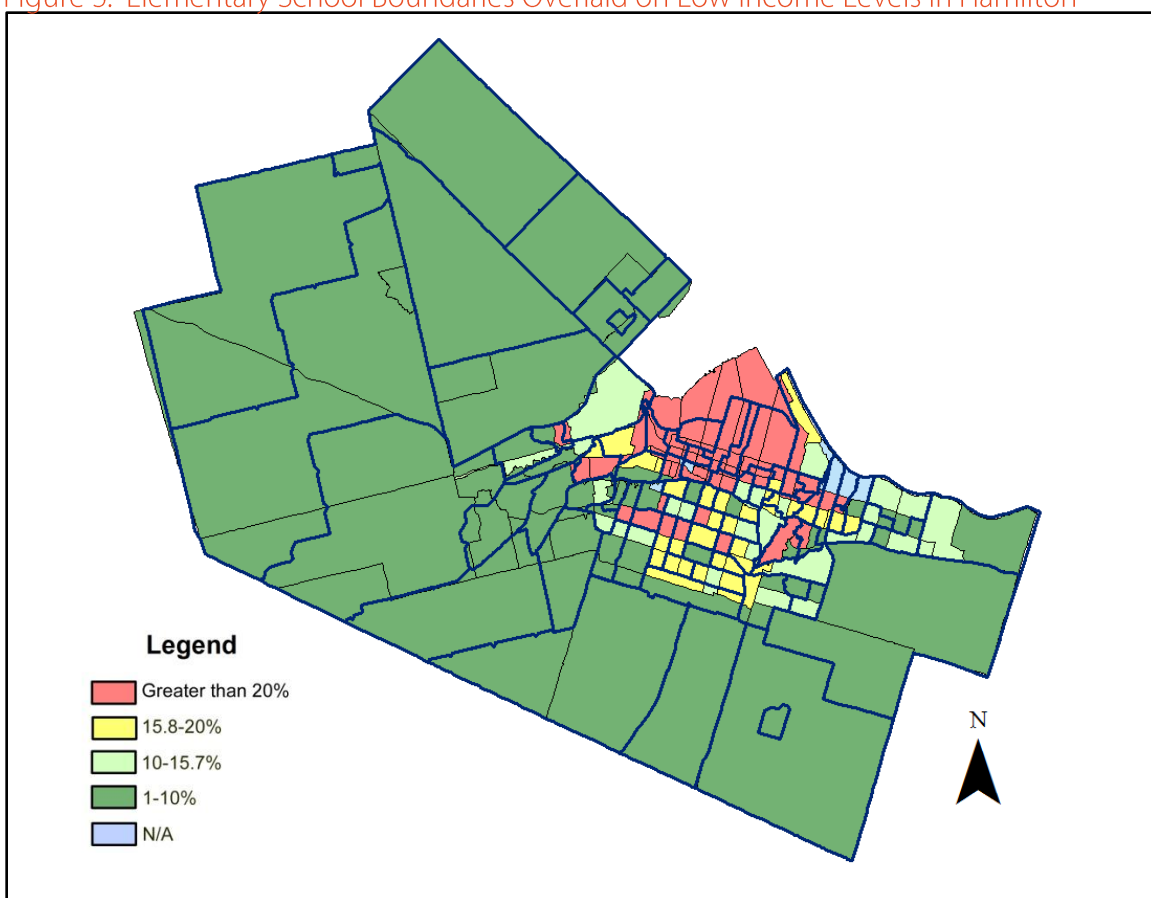 Figure 5: Elementary School Boundaries Overlaid on Low Income Levels in Hamilton
Legend
Greater than 20%
15.8-20%
10-15.7%
1-10%
N/A
N